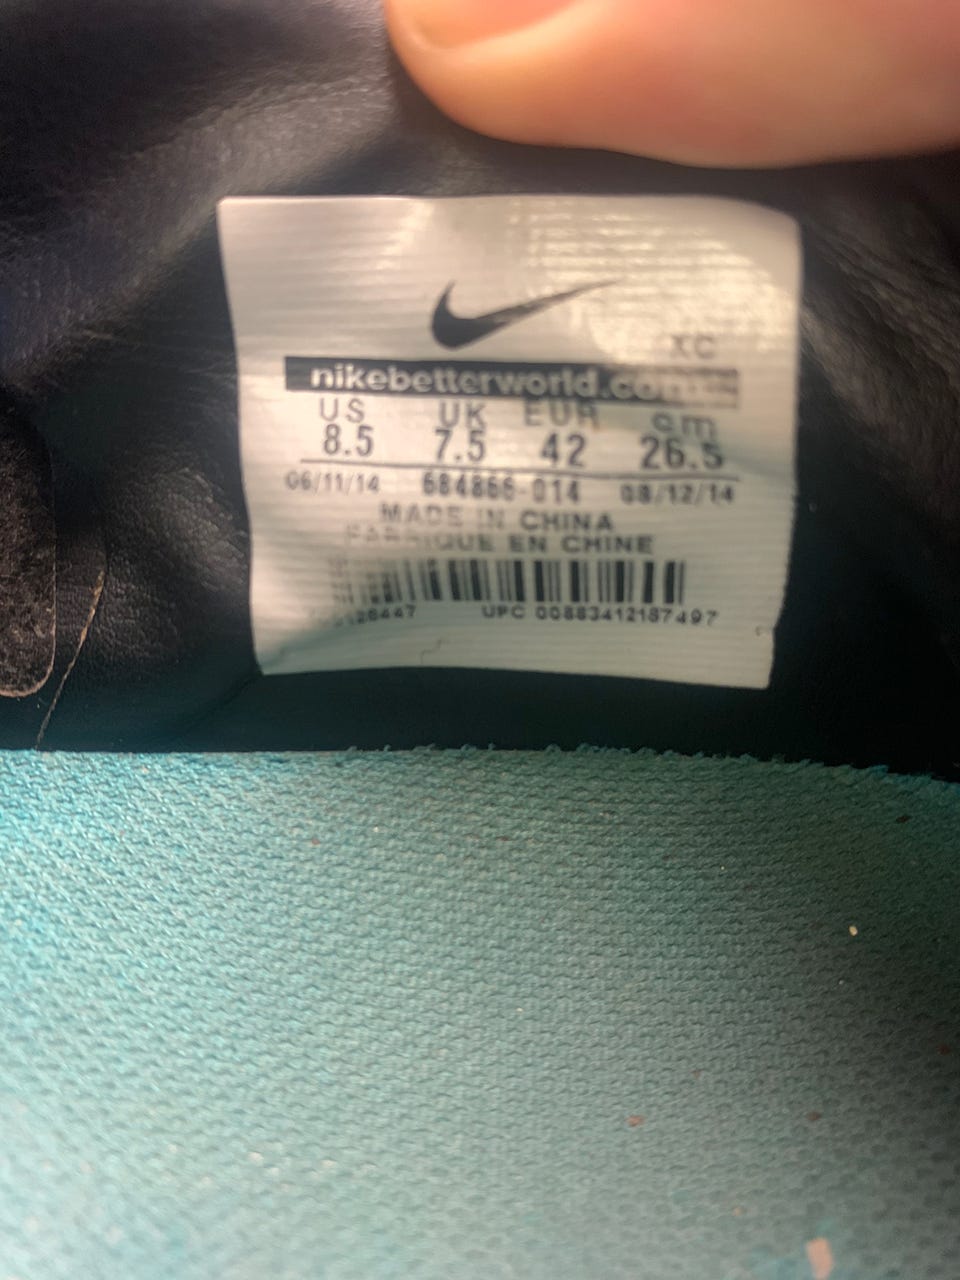 XC
nikebetterworld.com
US UK EUR cm
8.5 7.5 42 26.5
06/11/14 684866-014 08/12/14
MADE IN CHINA
FABRIQUE EN CHINE
UPC 00883412187497